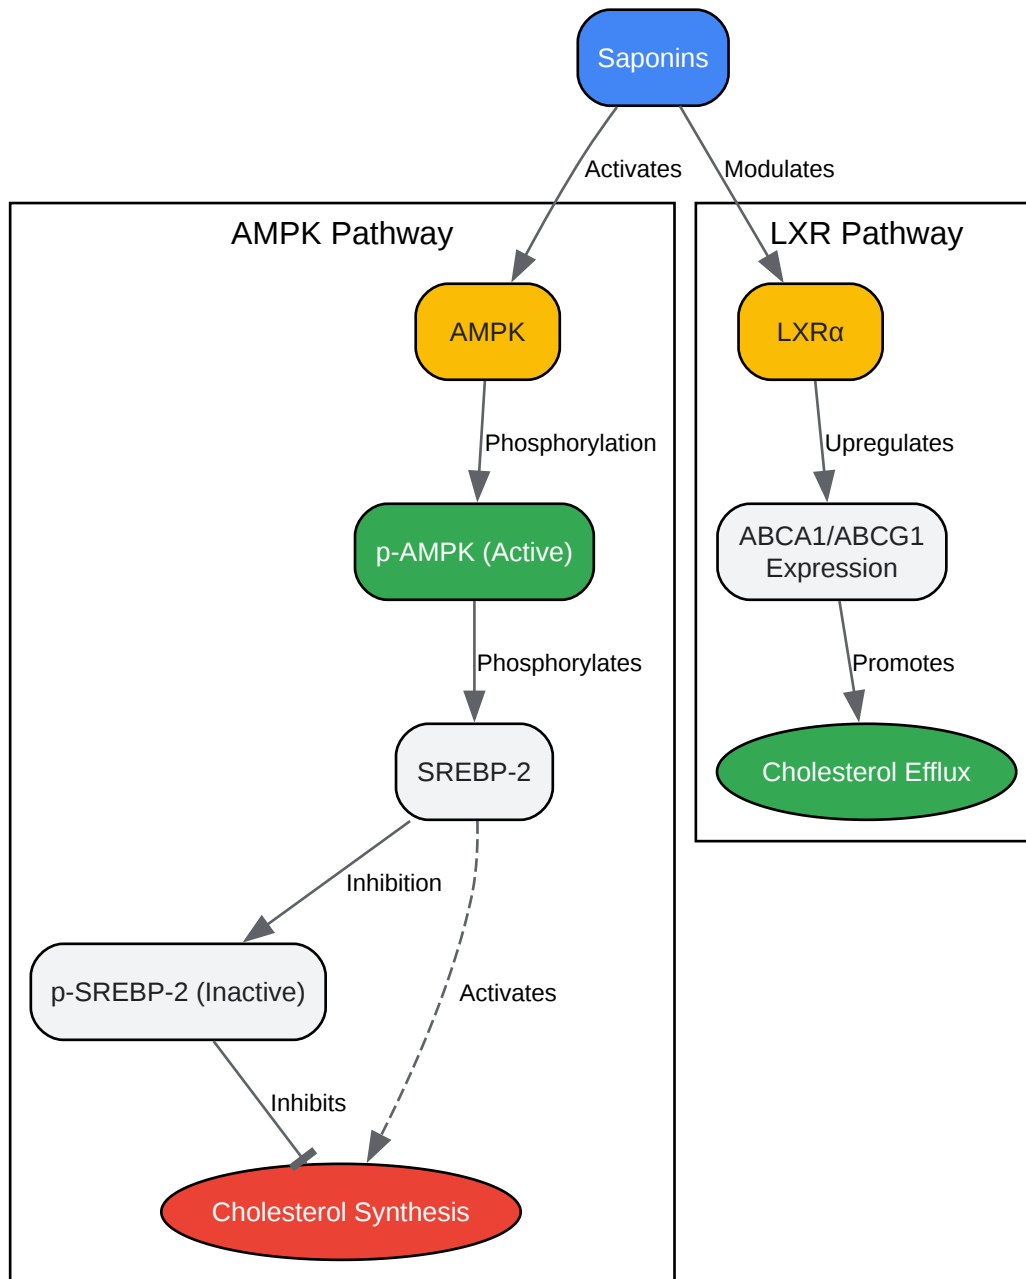 Saponins
Activates
Modulates
AMPK Pathway
LXR Pathway
AMPK
LXRα
Phosphorylation
Upregulates
p-AMPK (Active)
ABCA1/ABCG1
Expression
Phosphorylates
Promotes
SREBP-2
Cholesterol Efflux
Inhibition
p-SREBP-2 (Inactive)
Activates
Inhibits
Cholesterol Synthesis